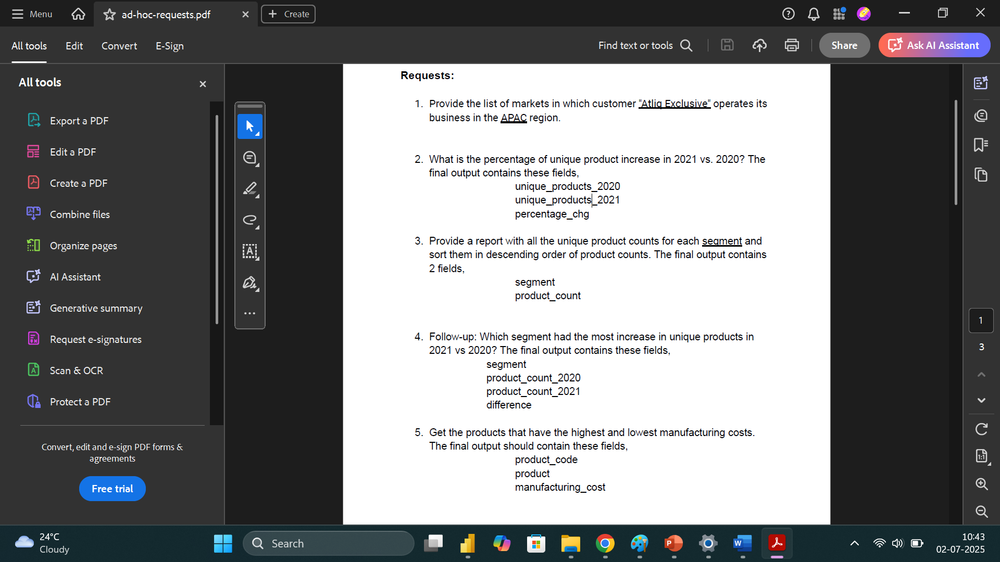 Menu
ad-hoc-requests.pdf
Create
All tools
Edit
Convert
E-Sign
Find text or tools
Share
Ask AI Assistant
All tools
Export a PDF
Edit a PDF
Create a PDF
Combine files
Organize pages
AI Assistant
Generative summary
Request e-signatures
Scan & OCR
Protect a PDF
Convert, edit and e-sign PDF forms &
agreements
Free trial
Requests:
1. Provide the list of markets in which customer "Atliq Exclusive" operates its
business in the APAC region.
2. What is the percentage of unique product increase in 2021 vs. 2020? The
final output contains these fields,
unique_products_2020
unique_products_2021
percentage_chg
3. Provide a report with all the unique product counts for each segment and
sort them in descending order of product counts. The final output contains
2 fields,
segment
product_count
4. Follow-up: Which segment had the most increase in unique products in
2021 vs 2020? The final output contains these fields,
segment
product_count_2020
product_count_2021
difference
5. Get the products that have the highest and lowest manufacturing costs.
The final output should contain these fields,
product_code
product
manufacturing_cost
1
3
1:1
24°C
Cloudy
Search
P
W
10:43
02-07-2025